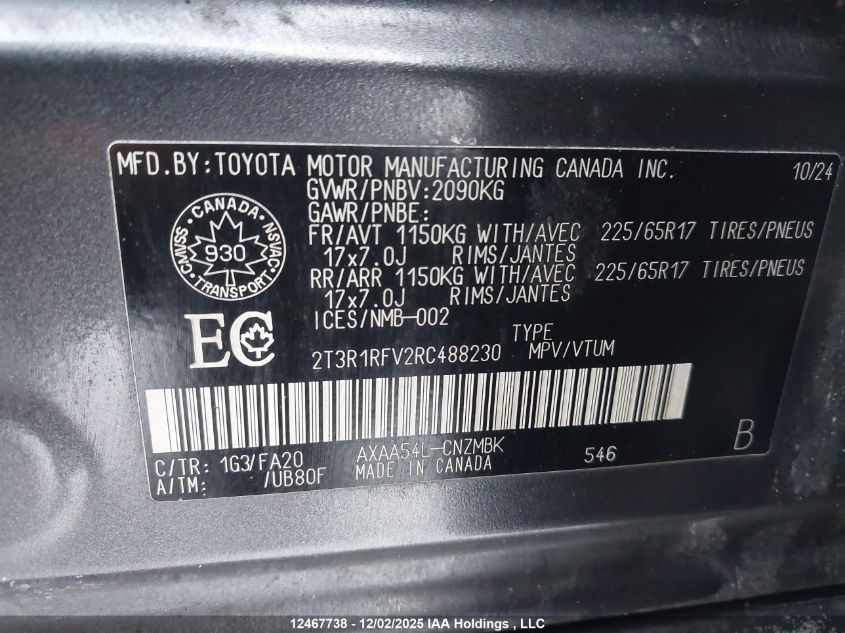 MFD.BY:TOYOTA MOTOR MANUFACTURING CANADA INC. 10/24
GVWR/PNBV:2090KG
GAWR/PNBE:
FR/AVT 1150KG WITH/AVEC 225/65R17 TIRES/PNEUS
17x7.0J RIMS/JANTES
RR/ARR 1150KG WITH/AVEC 225/65R17 TIRES/PNEUS
17x7.0J RIMS/JANTES
ICES/NMB-002
CANADA
CMVSS NSVAC
930
TRANSPORT
EC
TYPE
2T3R1RFV2RC488230 MPV/VTUM
C/TR: 1G3/FA20 AXAA54L-CNZMBK 546 B
A/TM: /UB80F MADE IN CANADA
12467738 - 12/02/2025 IAA Holdings , LLC